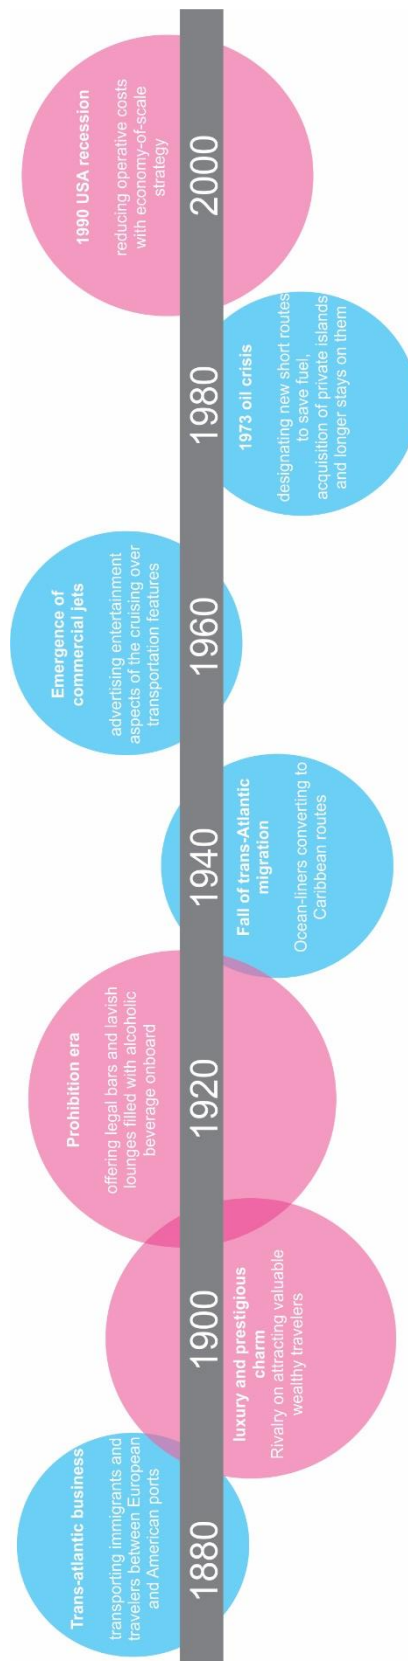 Trans-atlantic business
transporting immigrants and
travelers between European
and American ports
1880
1900
luxury and prestigious
charm
Rivalry on attracting valuable
wealthy travelers
Prohibition era
offering legal bars and lavish
lounges filled with alcoholic
beverage onboard
1920
1940
Fall of trans-Atlantic
migration
Ocean-liners converting to
Caribbean routes
Emergence of
commercial jets
advertising entertainment
aspects of the cruising over
transportation features
1960
1980
1973 oil crisis
designating new short routes
to save fuel,
acquisition of private islands
and longer stays on them
1990 USA recession
reducing operative costs
with economy-of-scale
strategy
2000